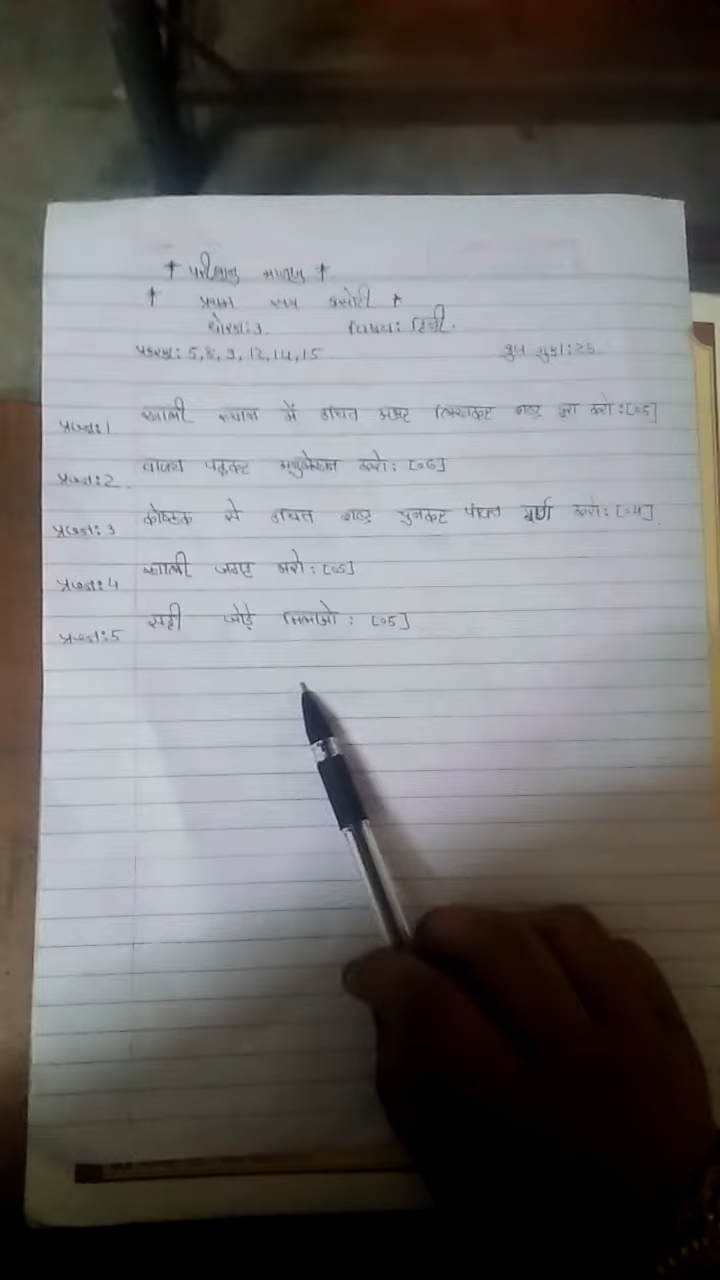 परीक्षानु माळखु
प्रथम सत्र कसोटी
धोरण: 3 विषय: हिन्दी.
प्रकरण: 5, 8, 9, 12, 14, 15 कुल गुण: 25
प्रश्न: 1 खाली स्थान में उचित अक्षर लिखकर शब्द पूरा करो: [05]
प्रश्न: 2 वाक्य पढ़कर अनुलेखन करो: [06]
प्रश्न: 3 कोष्टक से उचित शब्द चुनकर पंक्ति पूर्ण करो: [04]
प्रश्न: 4 खाली जगह भरो: [05]
प्रश्न: 5 सही जोड़े मिलाओ: [05]